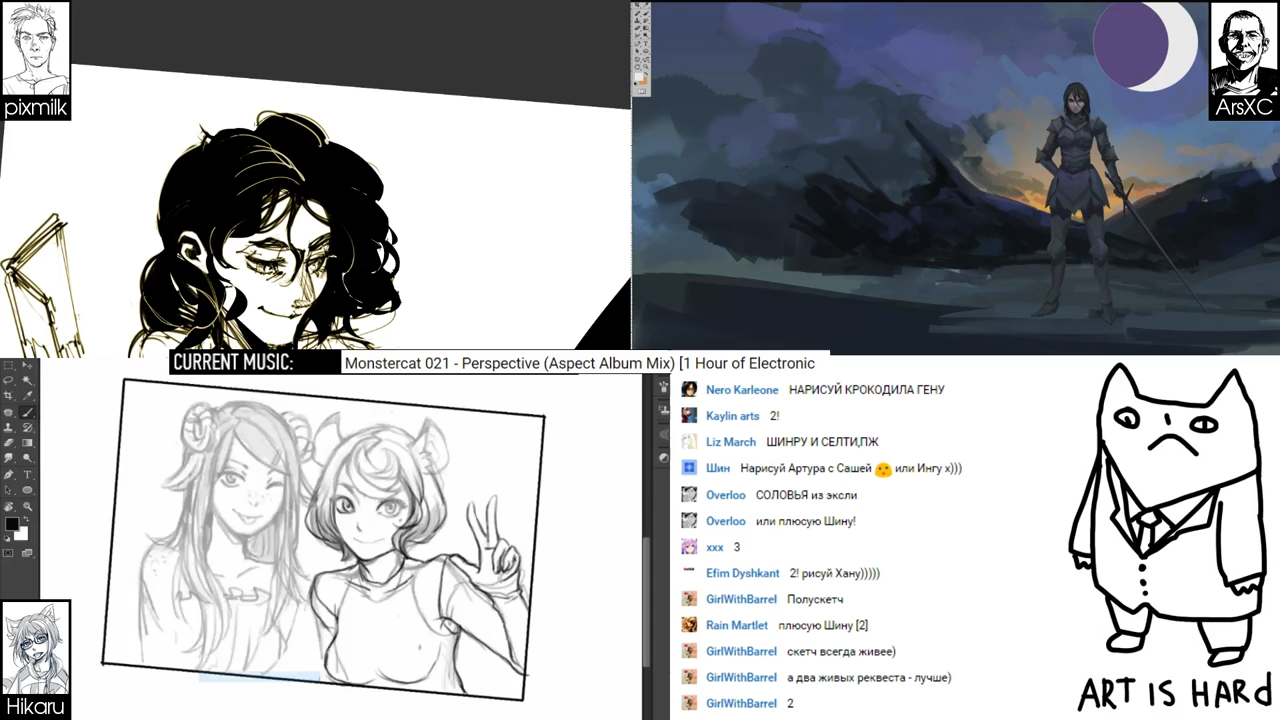 pixmilk
ArsXC
CURRENT MUSIC: Monstercat 021 - Perspective (Aspect Album Mix) [1 Hour of Electronic
Nero Karleone НАРИСУЙ КРОКОДИЛА ГЕНУ
Kaylin arts 2!
Liz March ШИНРУ И СЕЛТИ,ПЖ
Шин Нарисуй Артура с Сашей 😗 или Ингу х)))
Overloo СОЛОВЬЯ из эксли
Overloo или плюсую Шину!
xxx 3
Efim Dyshkant 2! рисуй Хану)))))
GirlWithBarrel Полускетч
Rain Martlet плюсую Шину [2]
GirlWithBarrel скетч всегда живее)
GirlWithBarrel а два живых реквеста - лучше)
GirlWithBarrel 2
Hikaru
ART IS HARd